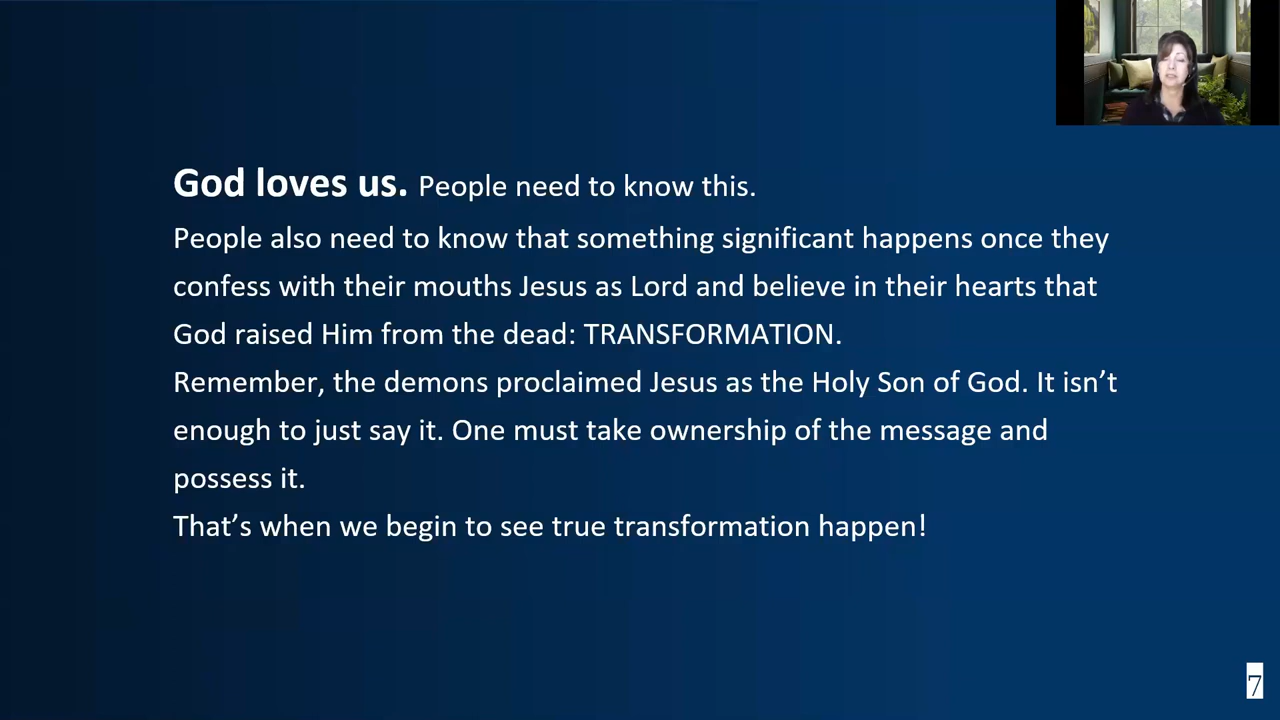 God loves us. People need to know this.
People also need to know that something significant happens once they
confess with their mouths Jesus as Lord and believe in their hearts that
God raised Him from the dead: TRANSFORMATION.
Remember, the demons proclaimed Jesus as the Holy Son of God. It isn’t
enough to just say it. One must take ownership of the message and
possess it.
That’s when we begin to see true transformation happen!
7